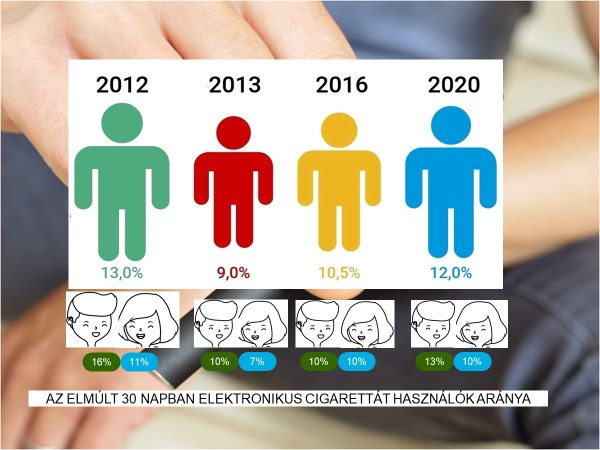 2012 2013 2016 2020
13,0% 9,0% 10,5% 12,0%
16% 11% 10% 7% 10% 10% 13% 10%
AZ ELMÚLT 30 NAPBAN ELEKTRONIKUS CIGARETTÁT HASZNÁLÓK ARÁNYA